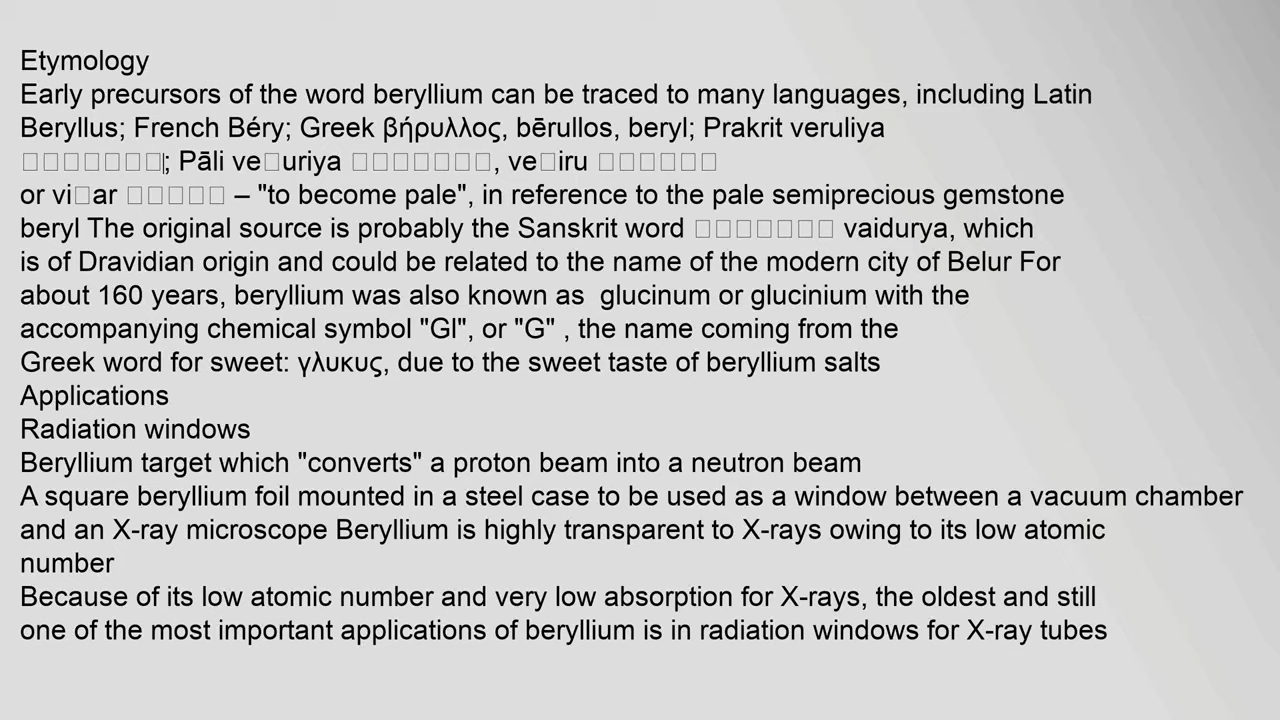 Etymology
Early precursors of the word beryllium can be traced to many languages, including Latin
Beryllus; French Béry; Greek βήρυλλος, bērullos, beryl; Prakrit veruliya
□□□□□□□; Pāli ve□uriya □□□□□□□, ve□iru □□□□□□
or vi□ar □□□□□ – "to become pale", in reference to the pale semiprecious gemstone
beryl The original source is probably the Sanskrit word □□□□□□□ vaidurya, which
is of Dravidian origin and could be related to the name of the modern city of Belur For
about 160 years, beryllium was also known as  glucinum or glucinium with the
accompanying chemical symbol "Gl", or "G" , the name coming from the
Greek word for sweet: γλυκυς, due to the sweet taste of beryllium salts
Applications
Radiation windows
Beryllium target which "converts" a proton beam into a neutron beam
A square beryllium foil mounted in a steel case to be used as a window between a vacuum chamber
and an X-ray microscope Beryllium is highly transparent to X-rays owing to its low atomic
number
Because of its low atomic number and very low absorption for X-rays, the oldest and still
one of the most important applications of beryllium is in radiation windows for X-ray tubes